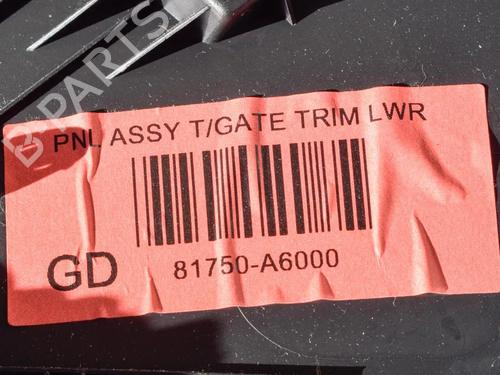 B-PARTS
PNL ASSY T/GATE TRIM LWR
GD
81750-A6000